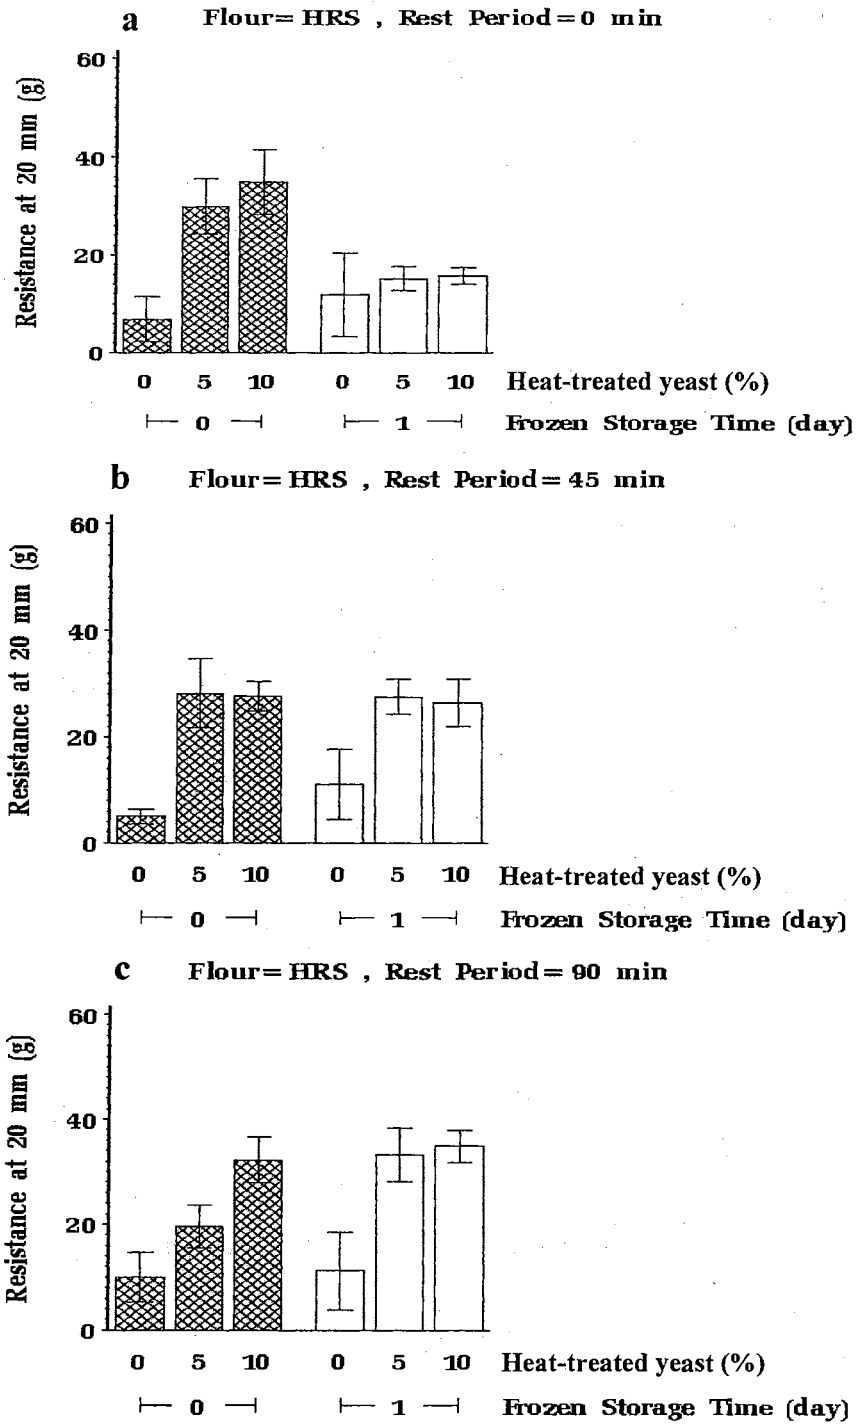 a Flour= HRS , Rest Period=0 min
Resistance at 20 mm (g)
60
40
20
0
0 5 10 0 5 10 Heat-treated yeast (%)
0 1 Frozen Storage Time (day)
b Flour= HRS , Rest Period= 45 min
Resistance at 20 mm (g)
60
40
20
0
0 5 10 0 5 10 Heat-treated yeast (%)
0 1 Frozen Storage Time (day)
c Flour= HRS , Rest Period= 90 min
Resistance at 20 mm (g)
60
40
20
0
0 5 10 0 5 10 Heat-treated yeast (%)
0 1 Frozen Storage Time (day)